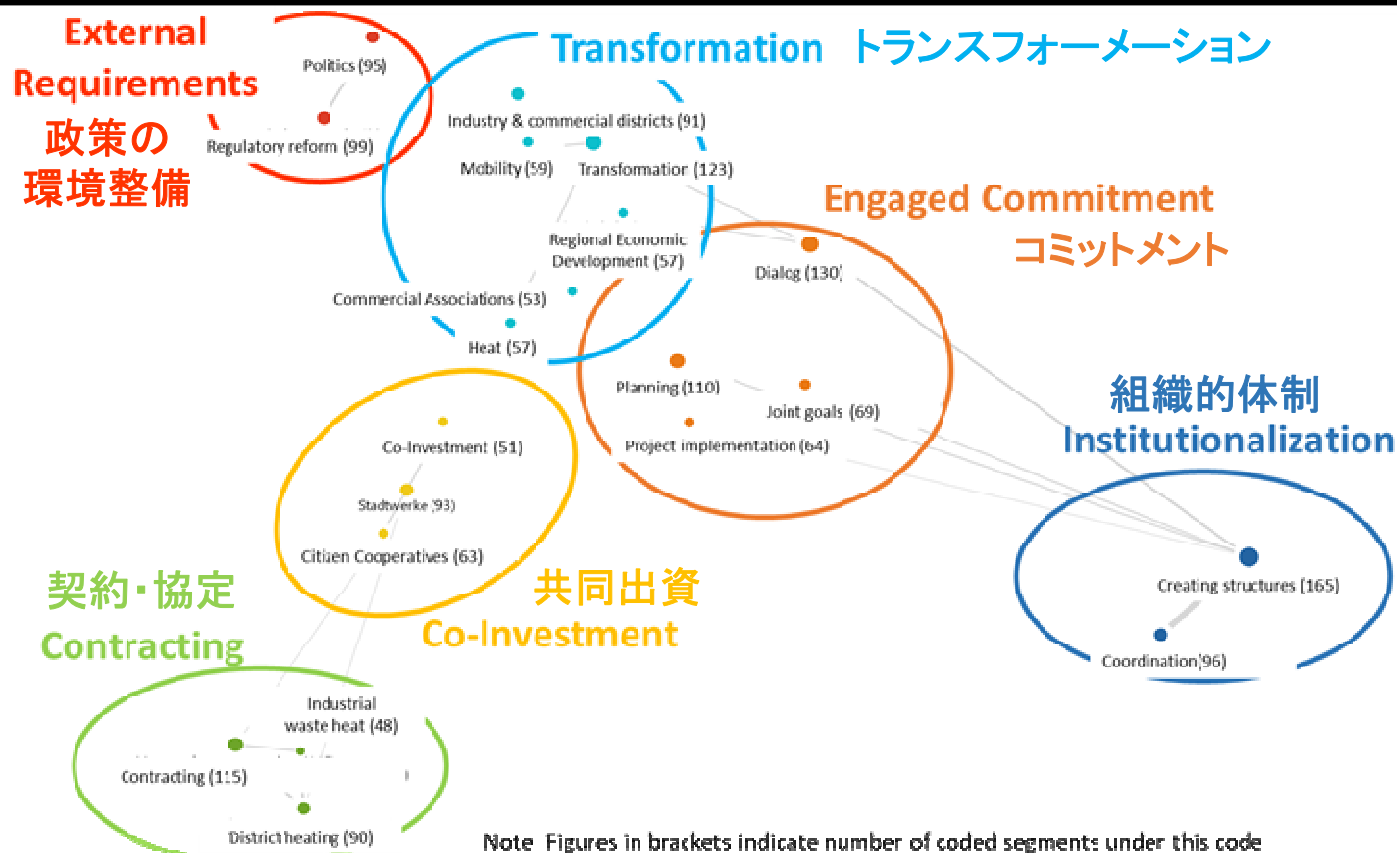 External
Requirements
政策の
環境整備
Politics (95)
Regulatory reform (99)
Transformation トランスフォーメーション
Industry & commercial districts (91)
Mobility (59)
Transformation (123)
Regional Economic
Development (57)
Commercial Associations (53)
Heat (57)
Engaged Commitment
コミットメント
Dialog (130)
Planning (110)
Joint goals (69)
Project implementation (64)
組織的体制
Institutionalization
Creating structures (165)
Coordination(96)
Co-Investment (51)
Stadtwerke (93)
Citizen Cooperatives (63)
共同出資
Co-Investment
契約・協定
Contracting
Industrial
waste heat (48)
Contracting (115)
District heating (90)
Note Figures in brackets indicate number of coded segments under this code